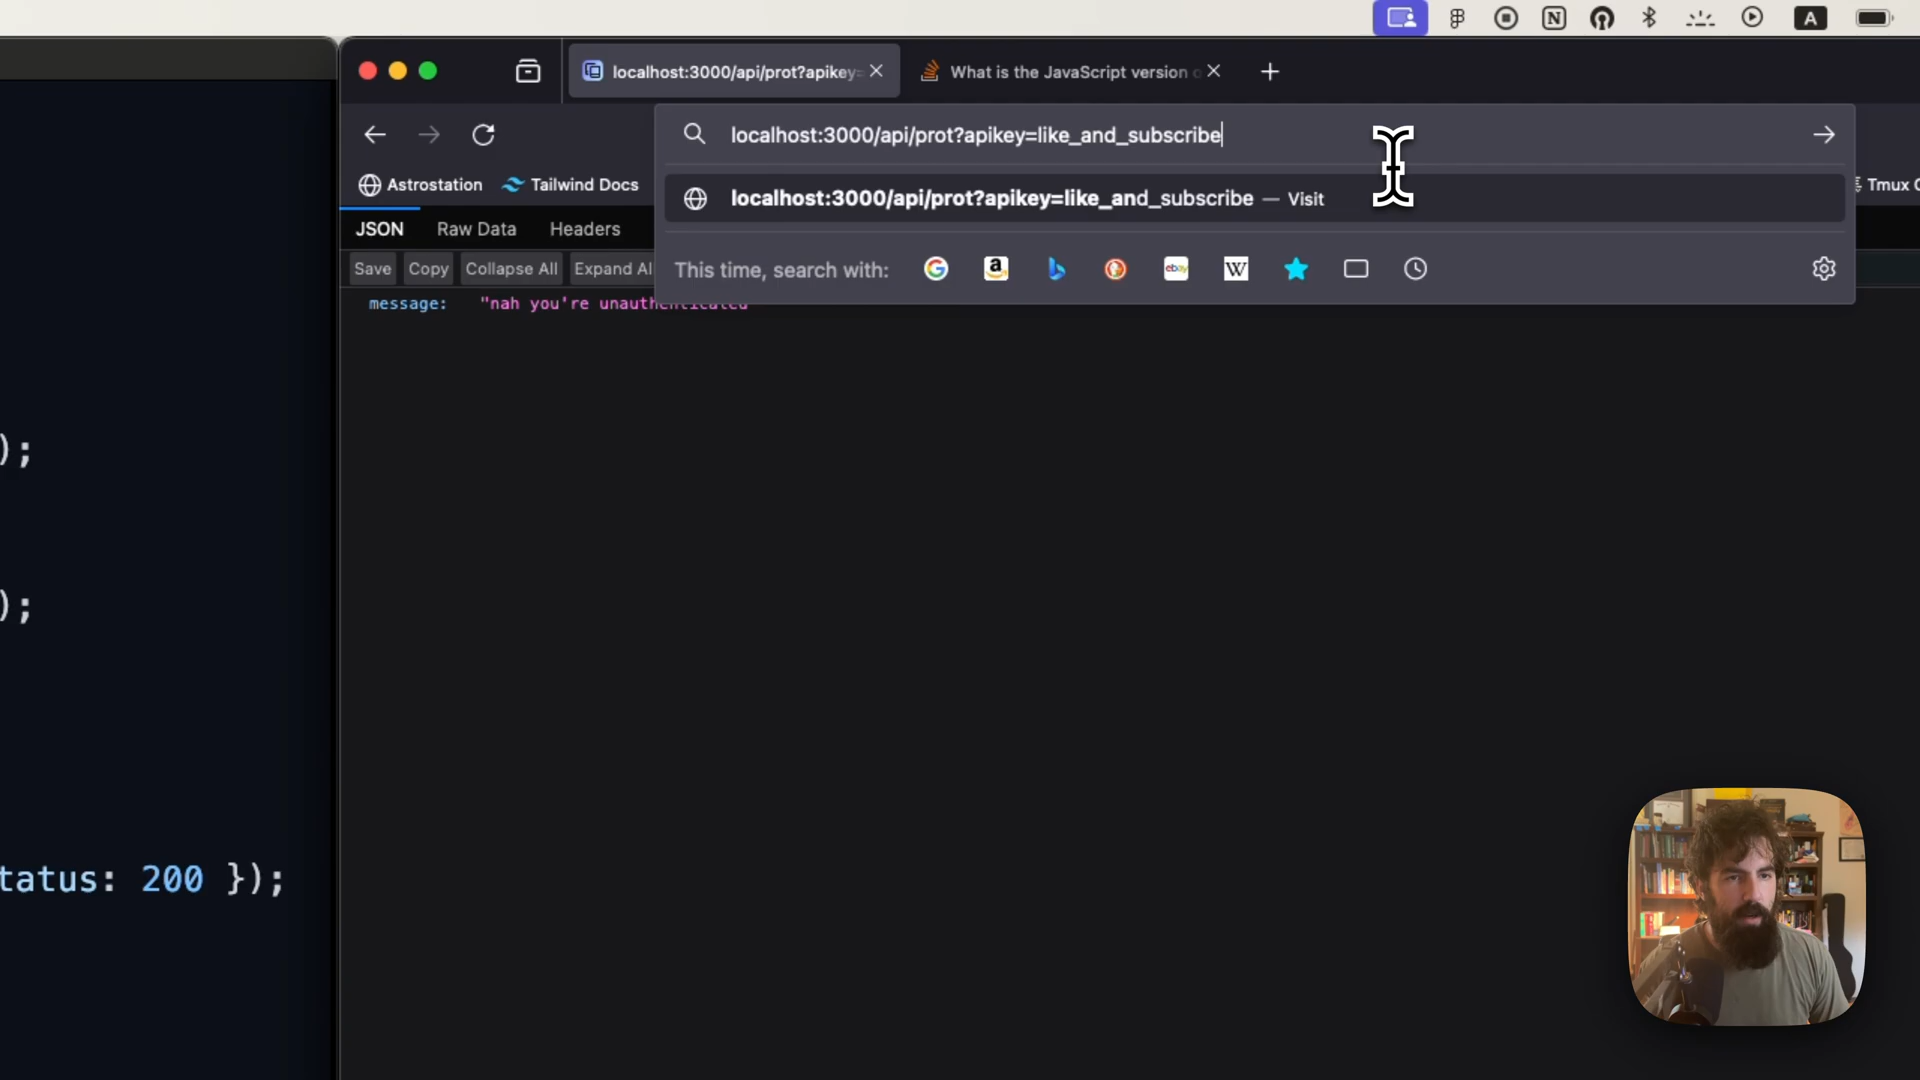 A
localhost:3000/api/prot?apikey=
What is the JavaScript version
localhost:3000/api/prot?apikey=like_and_subscribe
Astrostation
Tailwind Docs
localhost:3000/api/prot?apikey=like_and_subscribe — Visit
Tmux C
JSON
Raw Data
Headers
This time, search with:
a
ebay
W
Save
Copy
Collapse All
Expand Al
message: "nah you're unauthenticated
);
);
tatus: 200 });